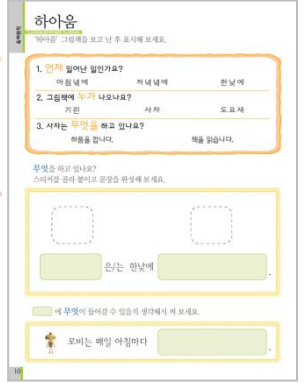 하아움
'하아움' 그림책을 보고 난 후 표시해 보세요.
1. 언제 일어난 일인가요?
아침녘에 저녁녘에 한낮에
2. 그림책에 누가 나오나요?
기린 사자 도요새
3. 사자는 무엇을 하고 있나요?
하품을 합니다. 책을 읽습니다.
무엇을 하고 있나요?
스티커를 골라 붙이고 문장을 완성해 보세요.
은/는 한낮에 .
에 무엇이 들어갈 수 있을지 생각해서 써 보세요.
로비는 매일 아침마다 .
10